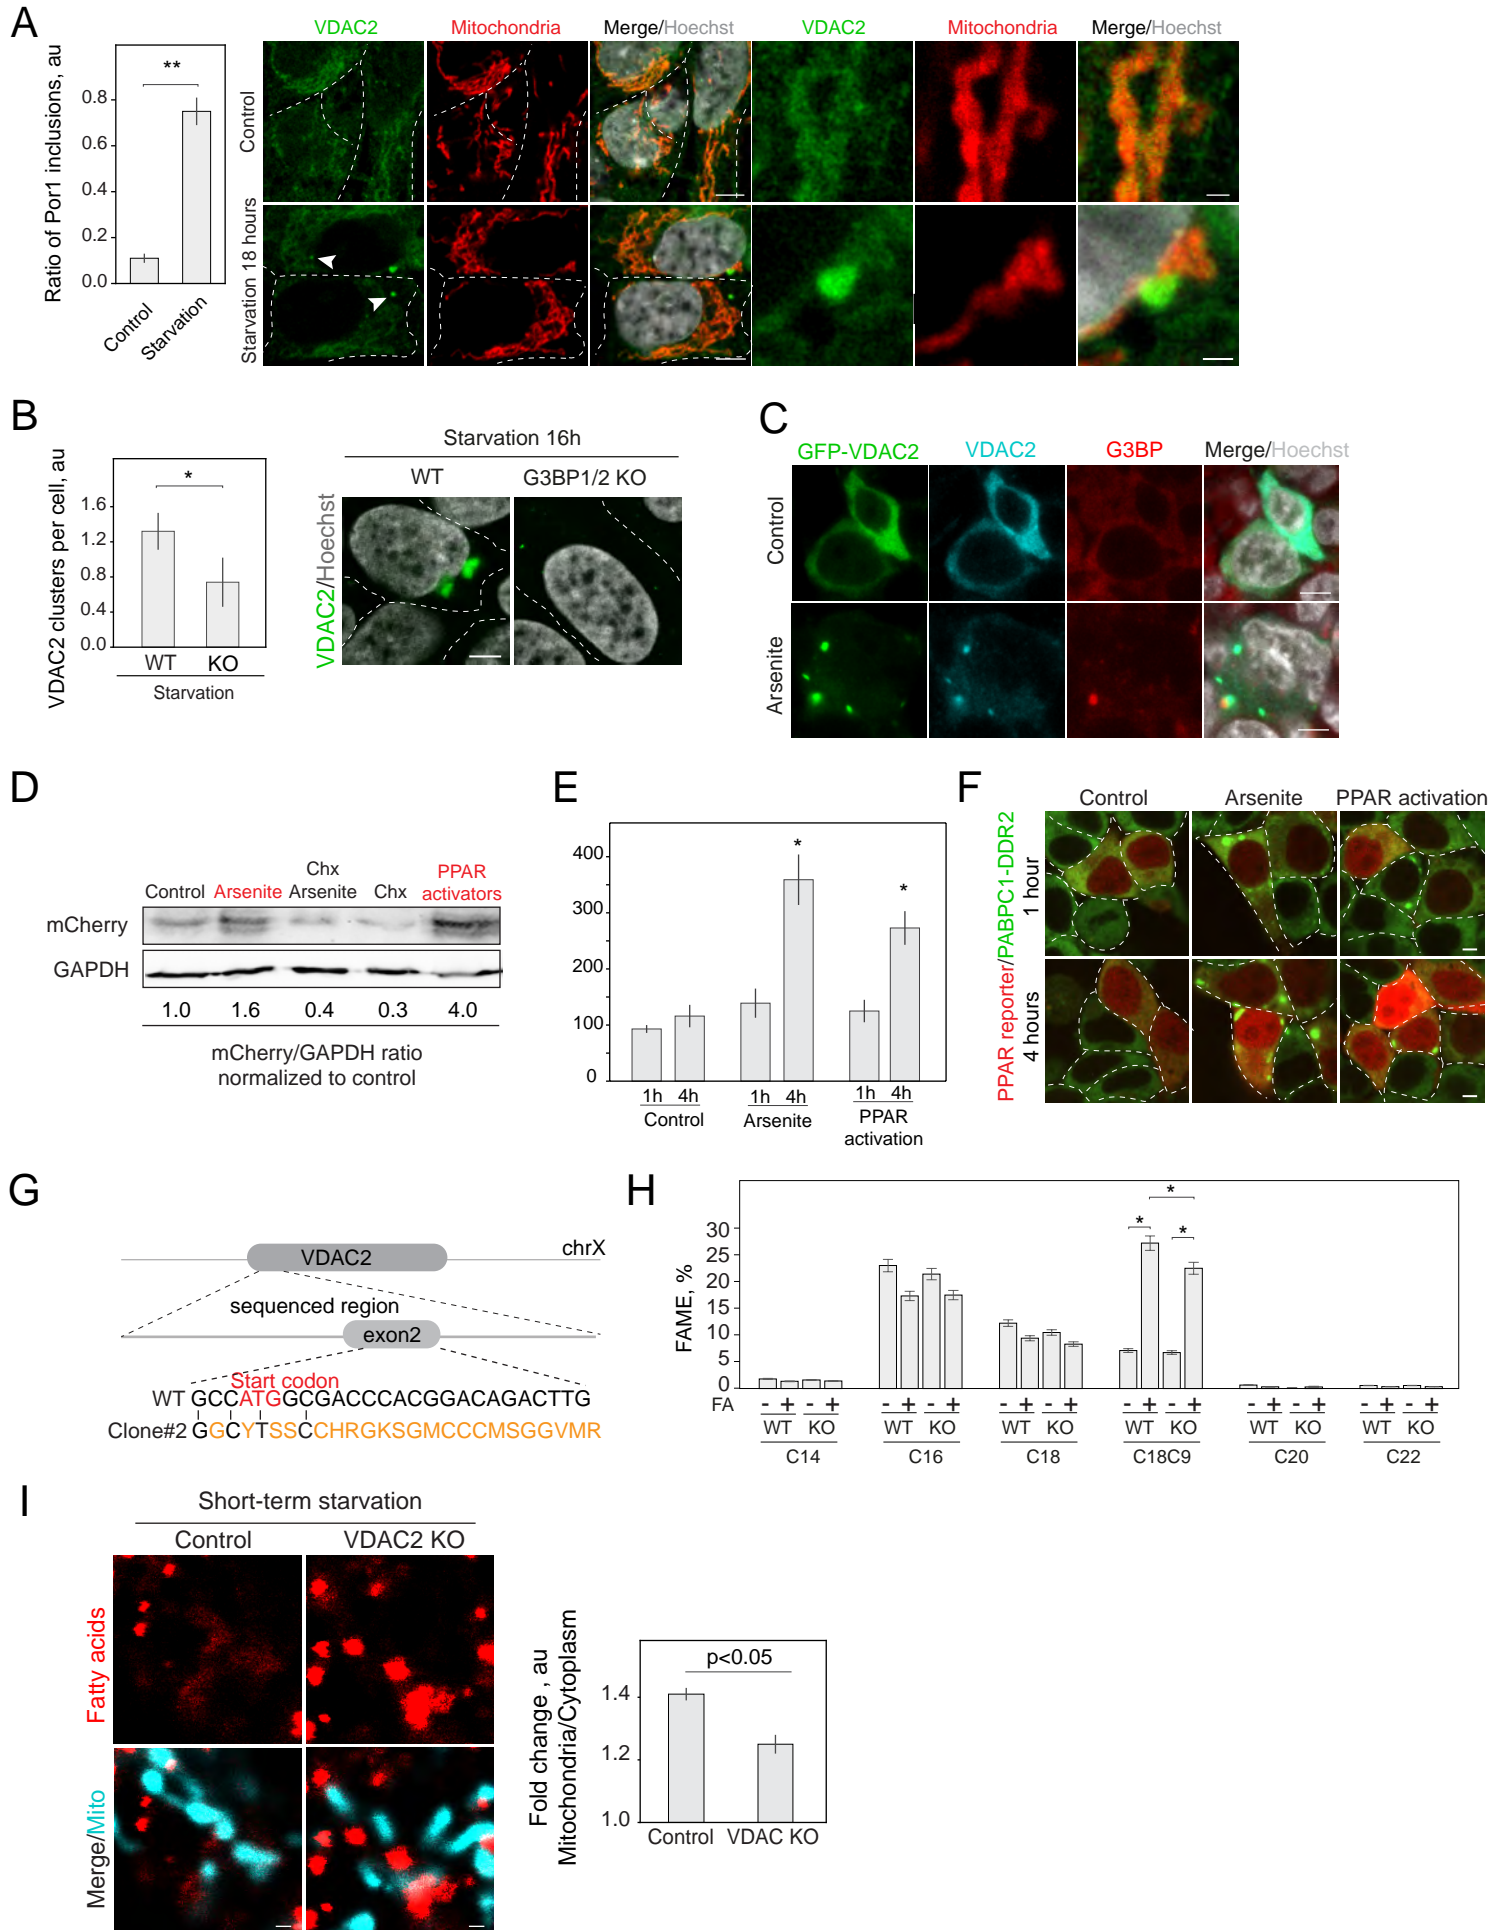 A
Ratio of Por1 inclusions, au
0.8
0.6
0.4
0.2
0.0
**
Control
Starvation
VDAC2
Mitochondria
Merge/Hoechst
VDAC2
Mitochondria
Merge/Hoechst
Control
Starvation 18 hours
B
VDAC2 clusters per cell, au
1.6
1.2
0.8
0.4
0.0
*
WT
KO
Starvation
Starvation 16h
WT
G3BP1/2 KO
VDAC2/Hoechst
C
GFP-VDAC2
VDAC2
G3BP
Merge/Hoechst
Control
Arsenite
D
Control
Arsenite
Chx
Arsenite
Chx
PPAR
activators
mCherry
GAPDH
1.0 1.6 0.4 0.3 4.0
mCherry/GAPDH ratio
normalized to control
E
400
300
200
100
0
*
*
1h 4h 1h 4h 1h 4h
Control
Arsenite
PPAR
activation
F
Control
Arsenite
PPAR activation
PPAR reporter/PABPC1-DDR2
1 hour
4 hours
G
VDAC2
chrX
sequenced region
exon2
Start codon
WT GCCATGGCGACCCACGGACAGACTTG
Clone#2 GGCYTSSCCHRGKSGMCCCMSGGVMR
H
FAME, %
30
25
20
15
10
5
0
*
*
*
FA - + - + - + - + - + - + - + - + - + - + - + - +
WT KO WT KO WT KO WT KO WT KO WT KO
C14 C16 C18 C18C9 C20 C22
I
Short-term starvation
Control
VDAC2 KO
Fatty acids
Merge/Mito
Fold change , au
Mitochondria/Cytoplasm
1.4
1.2
1.0
p<0.05
Control
VDAC KO